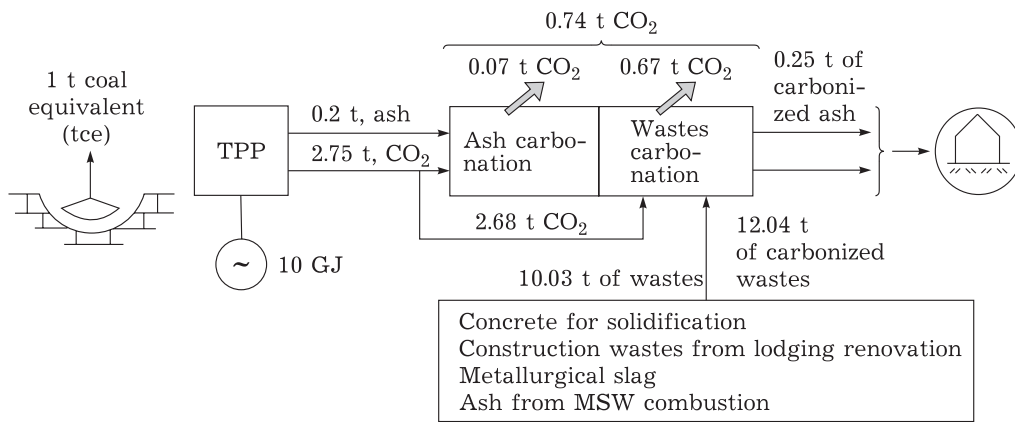 0.74 t CO₂
1 t coal
equivalent
(tce)
0.07 t CO₂
0.67 t CO₂
0.25 t of
carboni-
zed ash
TPP
0.2 t, ash
2.75 t, CO₂
Ash carbo-
nation
Wastes
carbo-
nation
2.68 t CO₂
12.04 t
of carbonized
wastes
~
10 GJ
10.03 t of wastes
Concrete for solidification
Construction wastes from lodging renovation
Metallurgical slag
Ash from MSW combustion